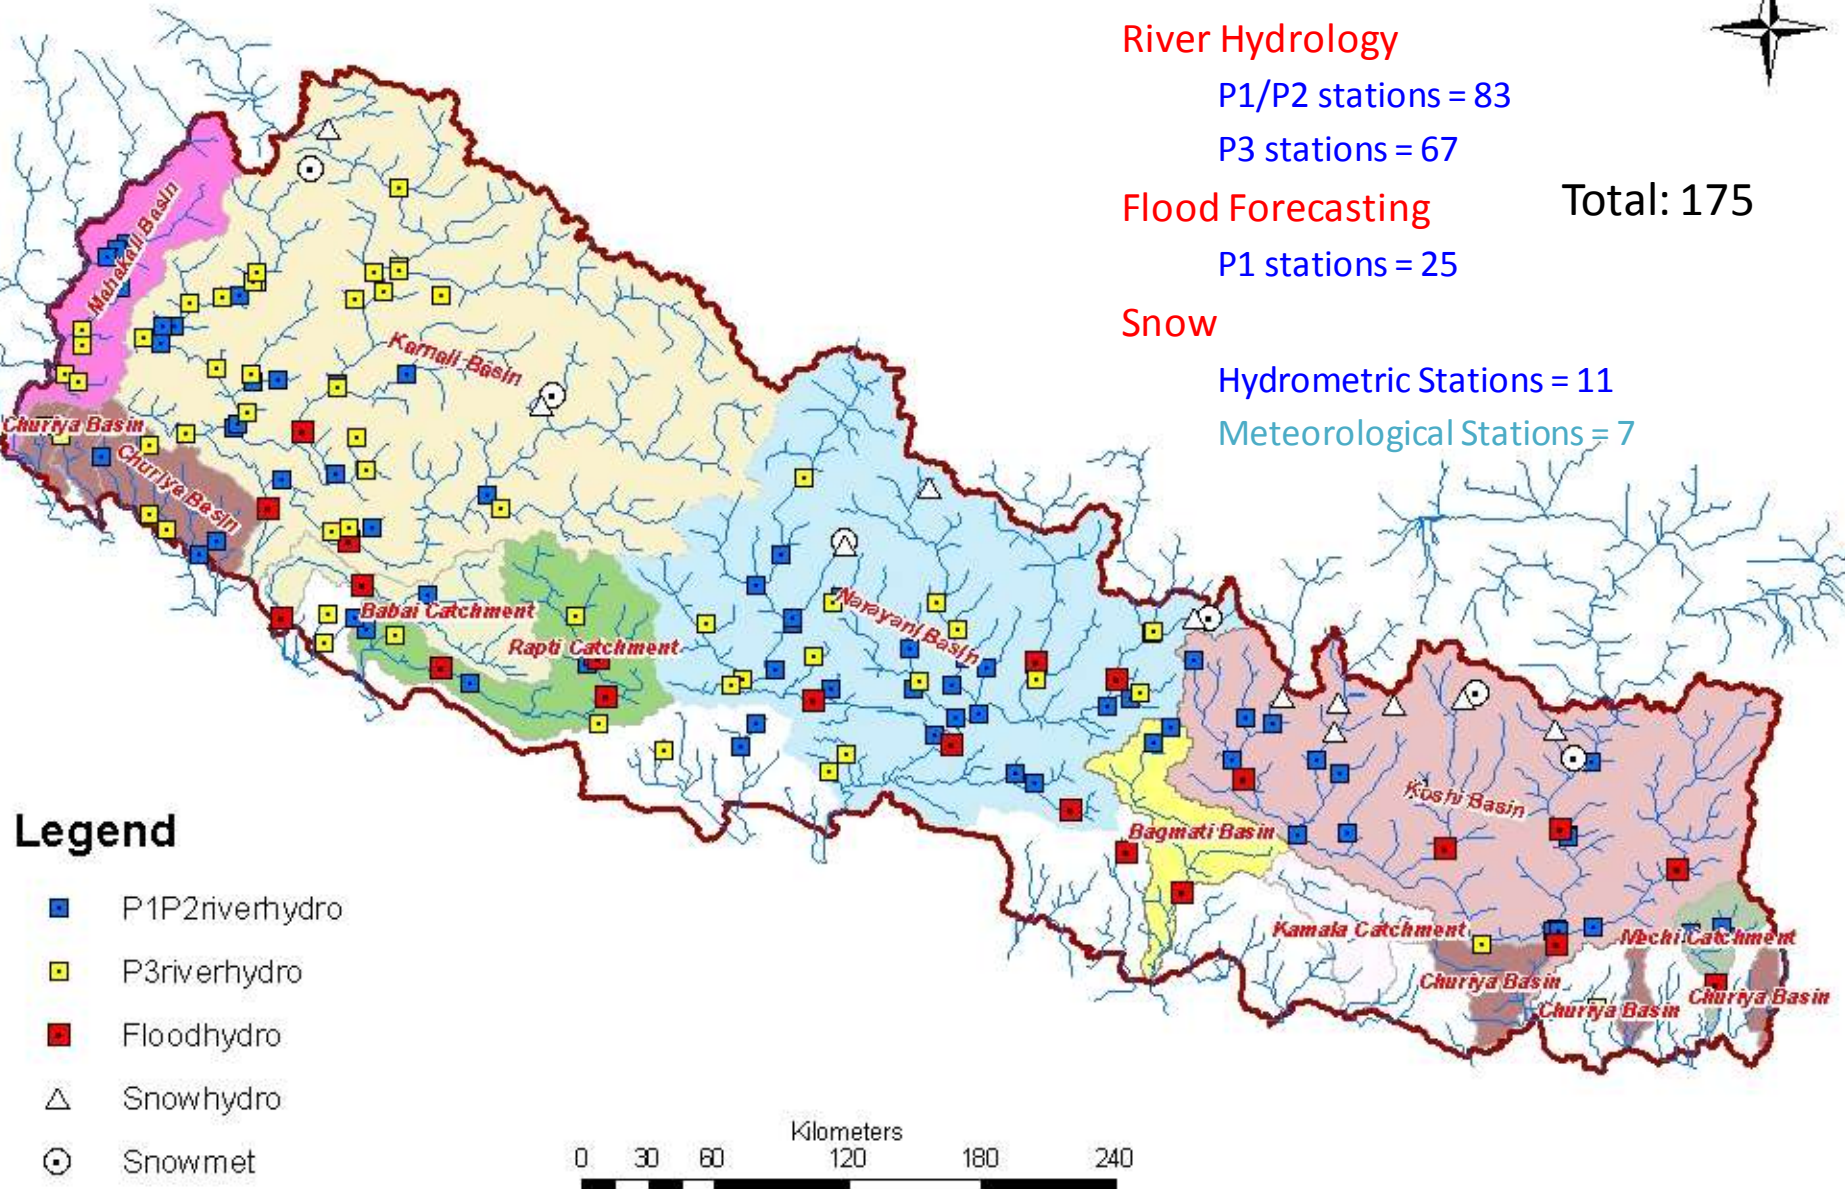 River Hydrology
P1/P2 stations = 83
P3 stations = 67
Total: 175
Flood Forecasting
P1 stations = 25
Snow
Hydrometric Stations = 11
Meteorological Stations = 7
Mahakali Basin
Karnali Basin
Churiya Basin
Churiya Basin
Babai Catchment
Rapti Catchment
Narayani Basin
Koshi Basin
Bagmati Basin
Kamala Catchment
Mechi Catchment
Churiya Basin
Churiya Basin
Churiya Basin
Legend
P1P2riverhydro
P3riverhydro
Floodhydro
Snowhydro
Snowmet
Kilometers
0 30 60 120 180 240